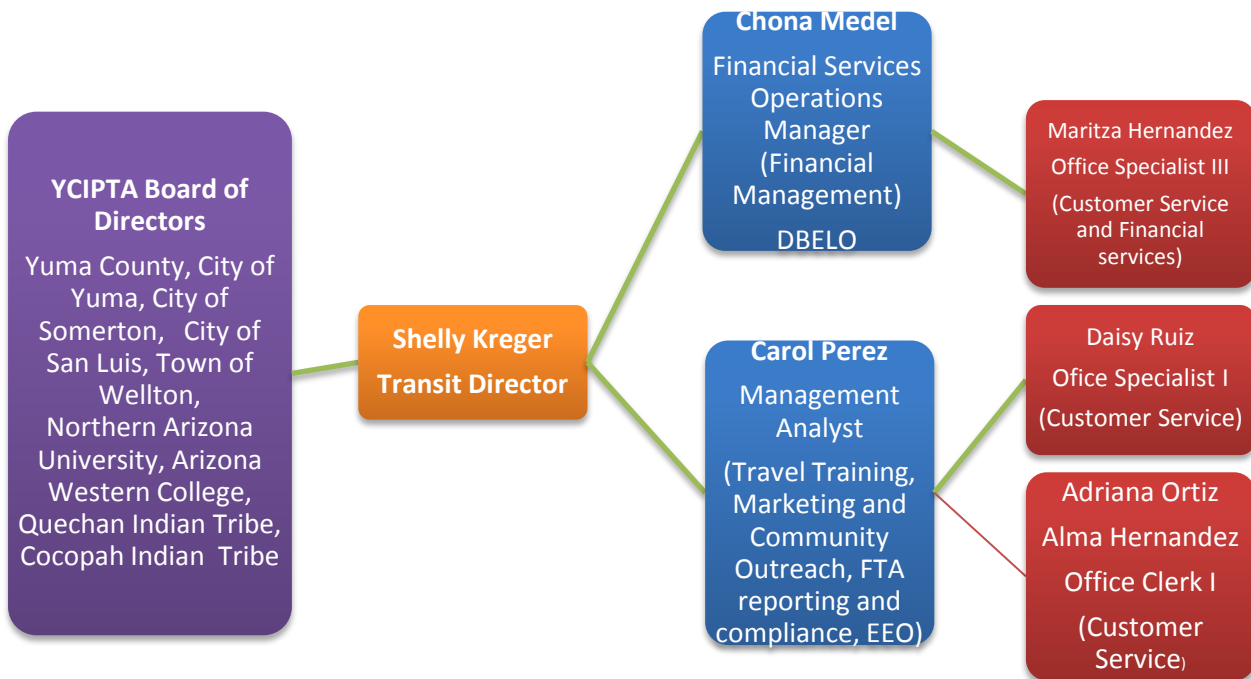 YCIPTA Board of
Directors
Yuma County, City of
Yuma, City of
Somerton, City of
San Luis, Town of
Wellton,
Northern Arizona
University, Arizona
Western College,
Quechan Indian Tribe,
Cocopah Indian Tribe
Shelly Kreger
Transit Director
Chona Medel
Financial Services
Operations
Manager
(Financial
Management)
DBELO
Maritza Hernandez
Office Specialist III
(Customer Service
and Financial
services)
Carol Perez
Management
Analyst
(Travel Training,
Marketing and
Community
Outreach, FTA
reporting and
compliance, EEO)
Daisy Ruiz
Ofice Specialist I
(Customer Service)
Adriana Ortiz
Alma Hernandez
Office Clerk I
(Customer
Service)